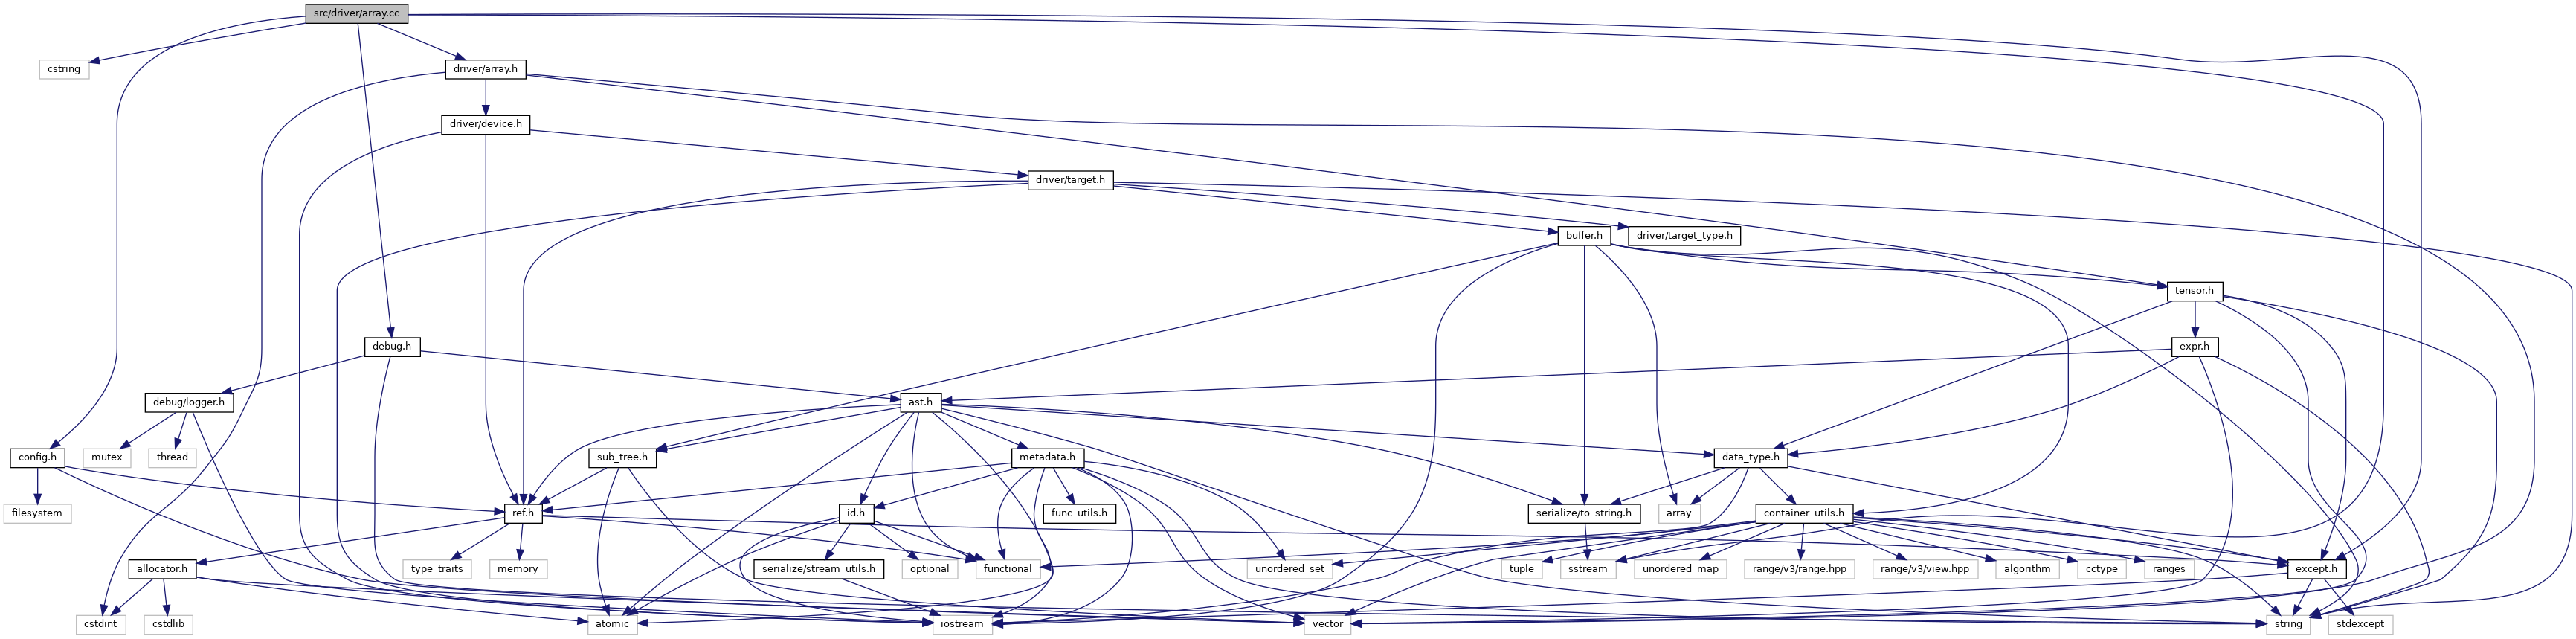 src/driver/array.cc
cstring
driver/array.h
driver/device.h
driver/target.h
buffer.h
driver/target_type.h
tensor.h
debug.h
expr.h
debug/logger.h
ast.h
config.h
mutex
thread
sub_tree.h
metadata.h
data_type.h
filesystem
ref.h
id.h
func_utils.h
serialize/to_string.h
array
container_utils.h
allocator.h
type_traits
memory
serialize/stream_utils.h
optional
functional
unordered_set
tuple
sstream
unordered_map
range/v3/range.hpp
range/v3/view.hpp
algorithm
cctype
ranges
except.h
cstdint
cstdlib
atomic
iostream
vector
string
stdexcept